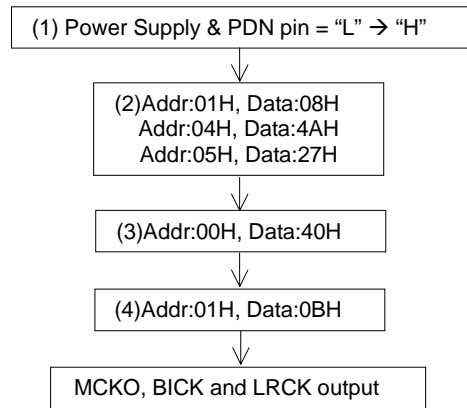 (1) Power Supply & PDN pin = “L” → “H”
(2)Addr:01H, Data:08H
Addr:04H, Data:4AH
Addr:05H, Data:27H
(3)Addr:00H, Data:40H
(4)Addr:01H, Data:0BH
MCKO, BICK and LRCK output